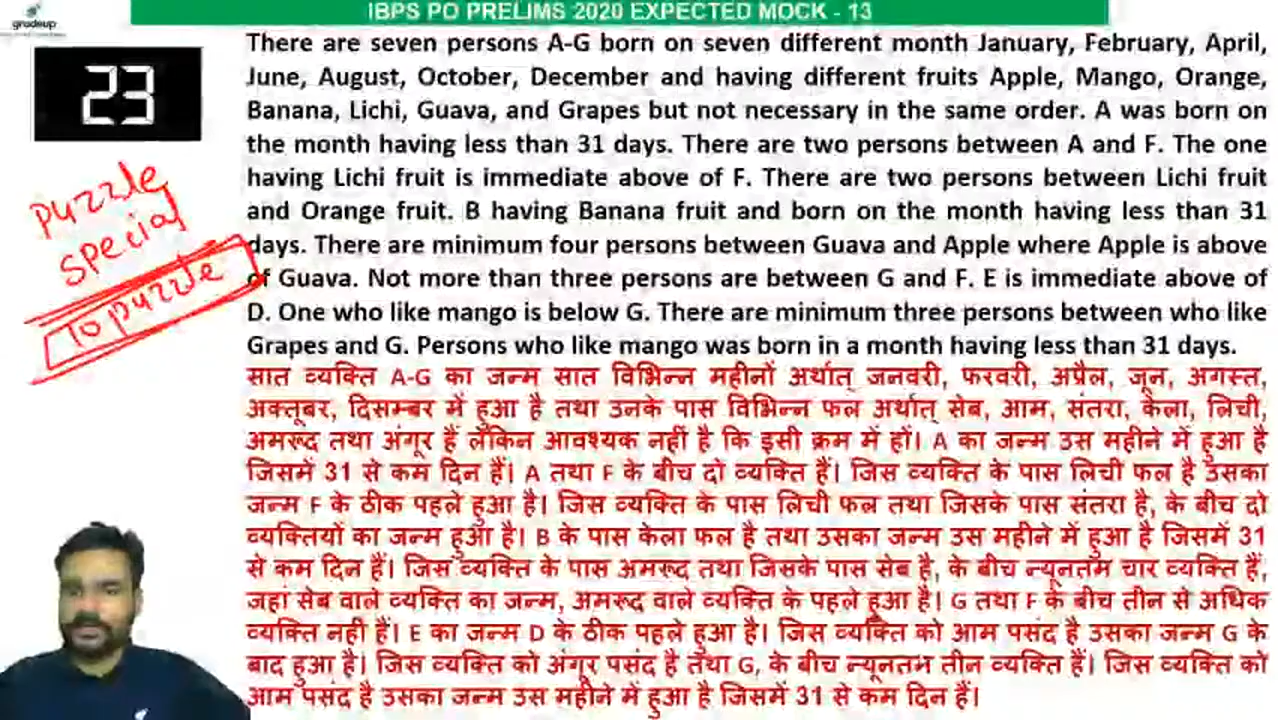 IBPS PO PRELIMS 2020 EXPECTED MOCK - 13
gradeup
23
There are seven persons A-G born on seven different month January, February, April,
June, August, October, December and having different fruits Apple, Mango, Orange,
Banana, Lichi, Guava, and Grapes but not necessary in the same order. A was born on
the month having less than 31 days. There are two persons between A and F. The one
having Lichi fruit is immediate above of F. There are two persons between Lichi fruit
and Orange fruit. B having Banana fruit and born on the month having less than 31
days. There are minimum four persons between Guava and Apple where Apple is above
of Guava. Not more than three persons are between G and F. E is immediate above of
D. One who like mango is below G. There are minimum three persons between who like
Grapes and G. Persons who like mango was born in a month having less than 31 days.
puzzle
special
To puzzle
सात व्यक्ति A-G का जन्म सात विभिन्न महीनों अर्थात् जनवरी, फरवरी, अप्रैल, जून, अगस्त,
अक्तूबर, दिसम्बर में हुआ है तथा उनके पास विभिन्न फल अर्थात् सेब, आम, संतरा, केला, लिची,
अमरूद तथा अंगूर हैं लेकिन आवश्यक नहीं है कि इसी क्रम में हों। A का जन्म उस महीने में हुआ है
जिसमें 31 से कम दिन हैं। A तथा F के बीच दो व्यक्ति हैं। जिस व्यक्ति के पास लिची फल है उसका
जन्म F के ठीक पहले हुआ है। जिस व्यक्ति के पास लिची फल तथा जिसके पास संतरा है, के बीच दो
व्यक्तियों का जन्म हुआ है। B के पास केला फल है तथा उसका जन्म उस महीने में हुआ है जिसमें 31
से कम दिन हैं। जिस व्यक्ति के पास अमरूद तथा जिसके पास सेब है, के बीच न्यूनतम चार व्यक्ति हैं,
जहां सेब वाले व्यक्ति का जन्म, अमरूद वाले व्यक्ति के पहले हुआ है। G तथा F के बीच तीन से अधिक
व्यक्ति नहीं हैं। E का जन्म D के ठीक पहले हुआ है। जिस व्यक्ति को आम पसंद है उसका जन्म G के
बाद हुआ है। जिस व्यक्ति को अंगूर पसंद है तथा G, के बीच न्यूनतम तीन व्यक्ति हैं। जिस व्यक्ति को
आम पसंद है उसका जन्म उस महीने में हुआ है जिसमें 31 से कम दिन हैं।